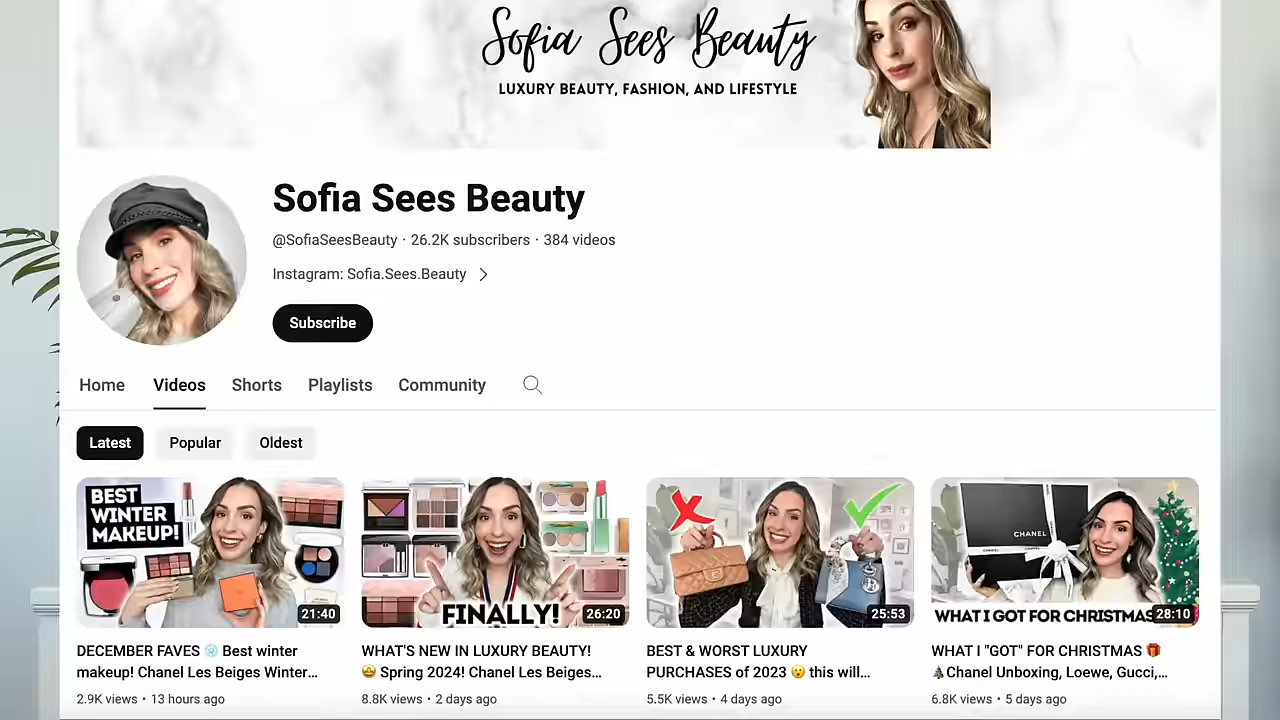 Sofia Sees Beauty
LUXURY BEAUTY, FASHION, AND LIFESTYLE
Sofia Sees Beauty
@SofiaSeesBeauty · 26.2K subscribers · 384 videos
Instagram: Sofia.Sees.Beauty
Subscribe
Home Videos Shorts Playlists Community
Latest Popular Oldest
BEST
WINTER
MAKEUP!
21:40
FINALLY!
26:20
25:53
CHANEL
WHAT I GOT FOR CHRISTMAS
28:10
DECEMBER FAVES ❄️ Best winter
makeup! Chanel Les Beiges Winter...
2.9K views · 13 hours ago
WHAT'S NEW IN LUXURY BEAUTY!
🤩 Spring 2024! Chanel Les Beiges...
8.8K views · 2 days ago
BEST & WORST LUXURY
PURCHASES of 2023 😮 this will...
5.5K views · 4 days ago
WHAT I "GOT" FOR CHRISTMAS 🎁
🎄Chanel Unboxing, Loewe, Gucci,...
6.8K views · 5 days ago